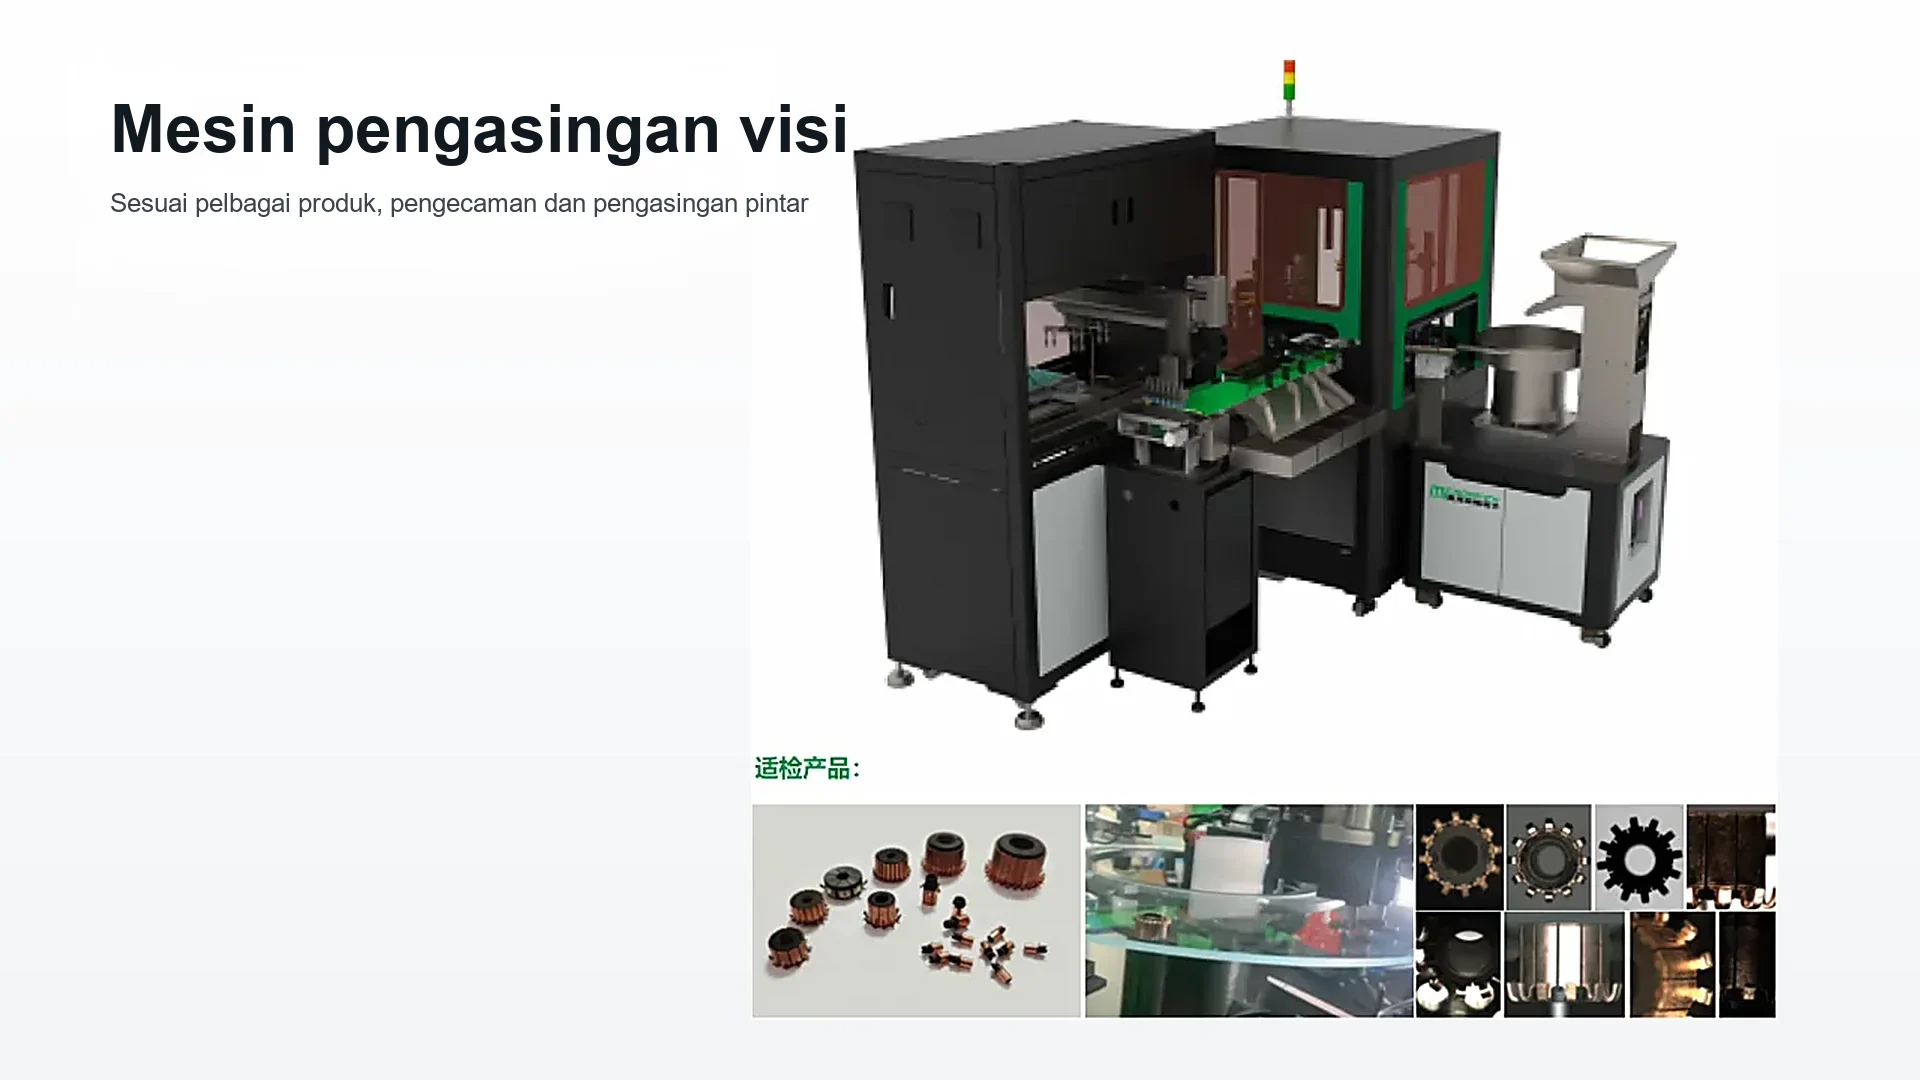 Mesin pengasingan visi
Sesuai pelbagai produk, pengecaman dan pengasingan pintar
适检产品：